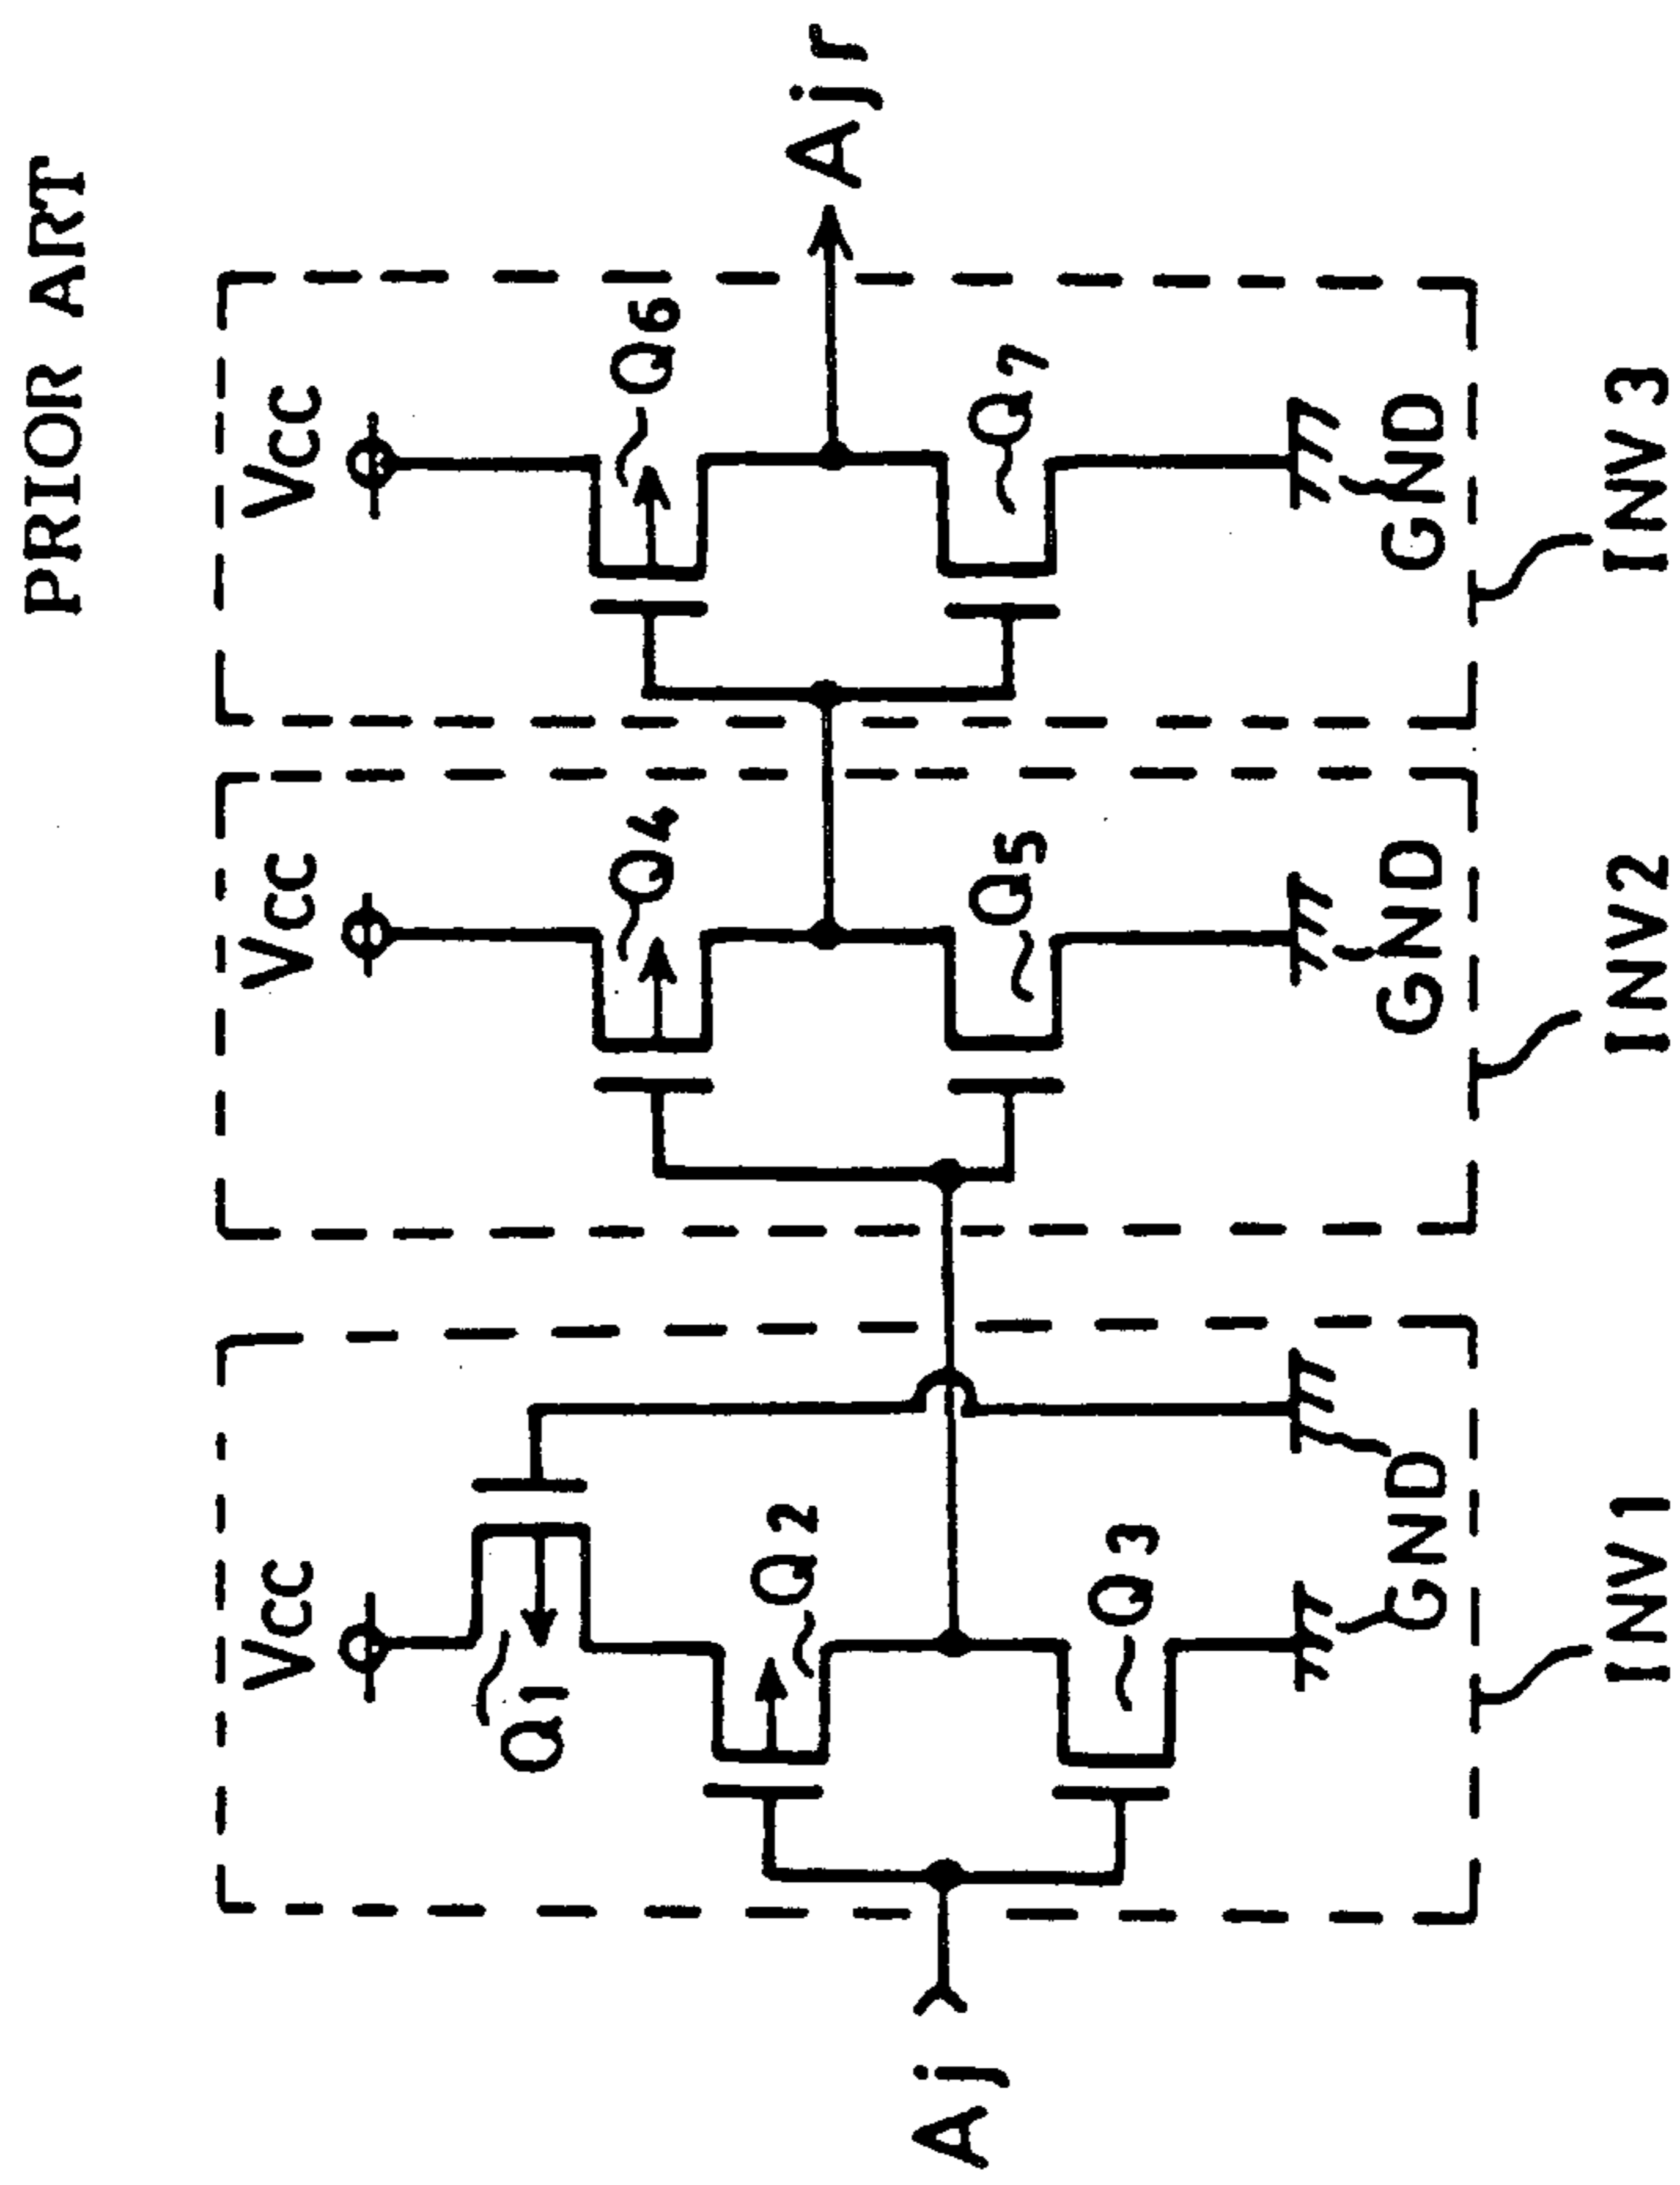 PRIOR ART
Vcc
Vcc
Vcc
Q1
Q2
Q3
Q4
Q5
Q6
Q7
Aj
Ajr
GND
GND
GND
INV1
INV2
INV3